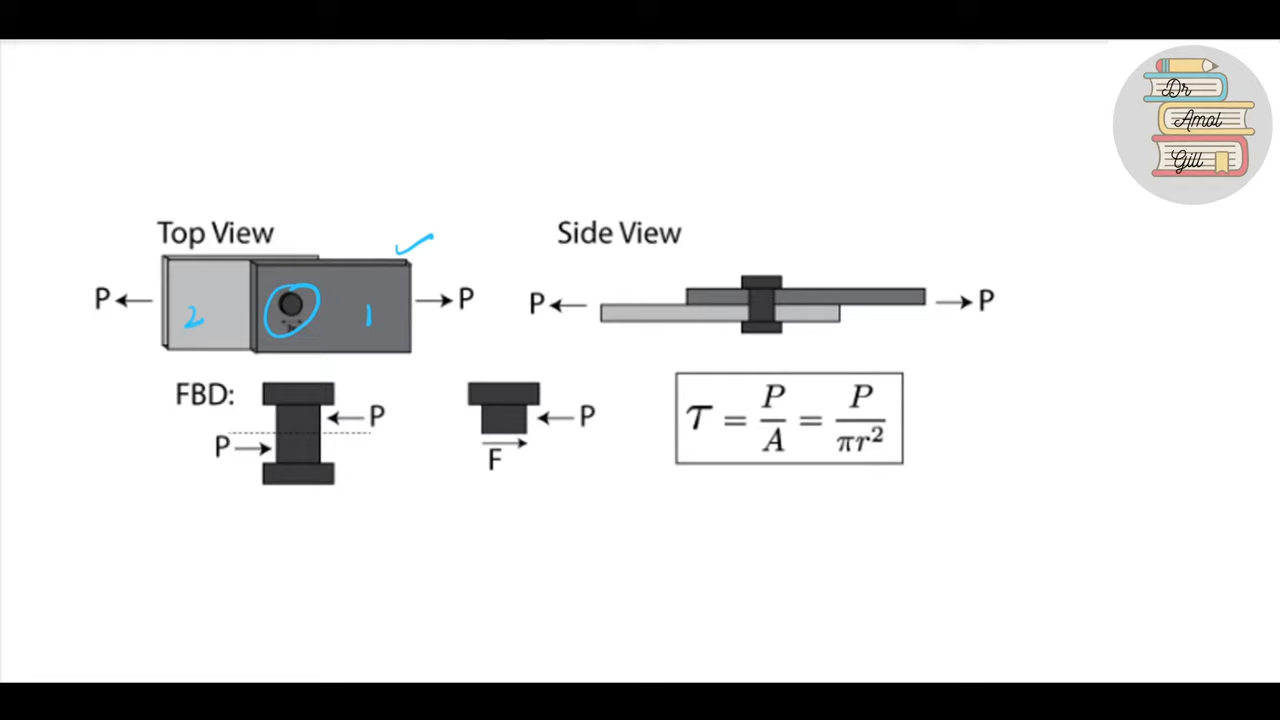 Dr
Amol
Gill
Top View
Side View
P
P
2
1
P
P
FBD:
P
P
P
F
τ = P/A = P/πr²